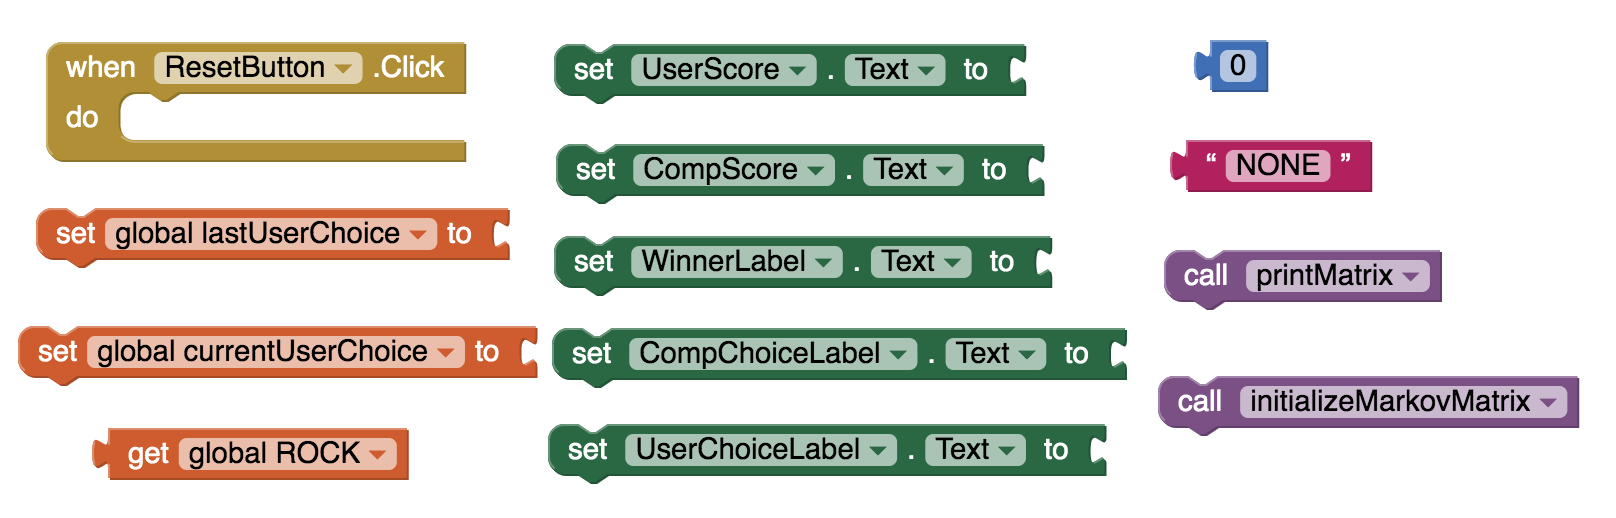 when ResetButton .Click
do
set global lastUserChoice to
set global currentUserChoice to
get global ROCK
set UserScore . Text to
set CompScore . Text to
set WinnerLabel . Text to
set CompChoiceLabel . Text to
set UserChoiceLabel . Text to
0
“ NONE ”
call printMatrix
call initializeMarkovMatrix